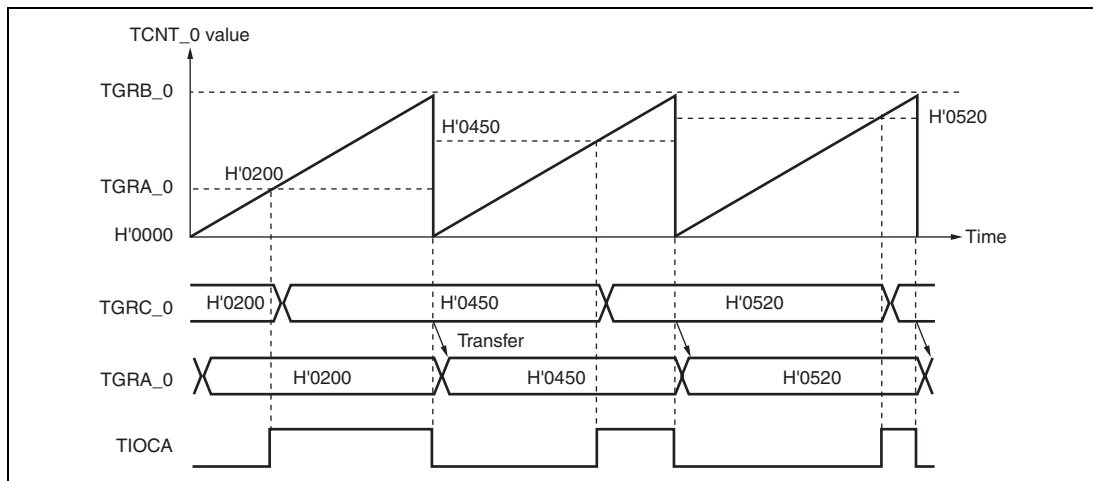 TCNT_0 value
TGRB_0
H'0450
H'0520
H'0200
TGRA_0
H'0000
Time
TGRC_0
H'0200
H'0450
H'0520
Transfer
TGRA_0
H'0200
H'0450
H'0520
TIOCA